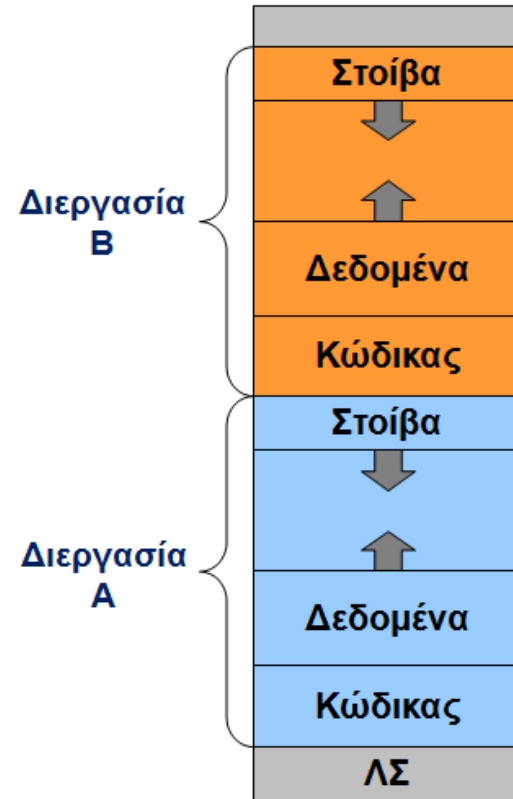 Στοίβα
Διεργασία
Β
Δεδομένα
Κώδικας
Στοίβα
Διεργασία
Α
Δεδομένα
Κώδικας
ΛΣ